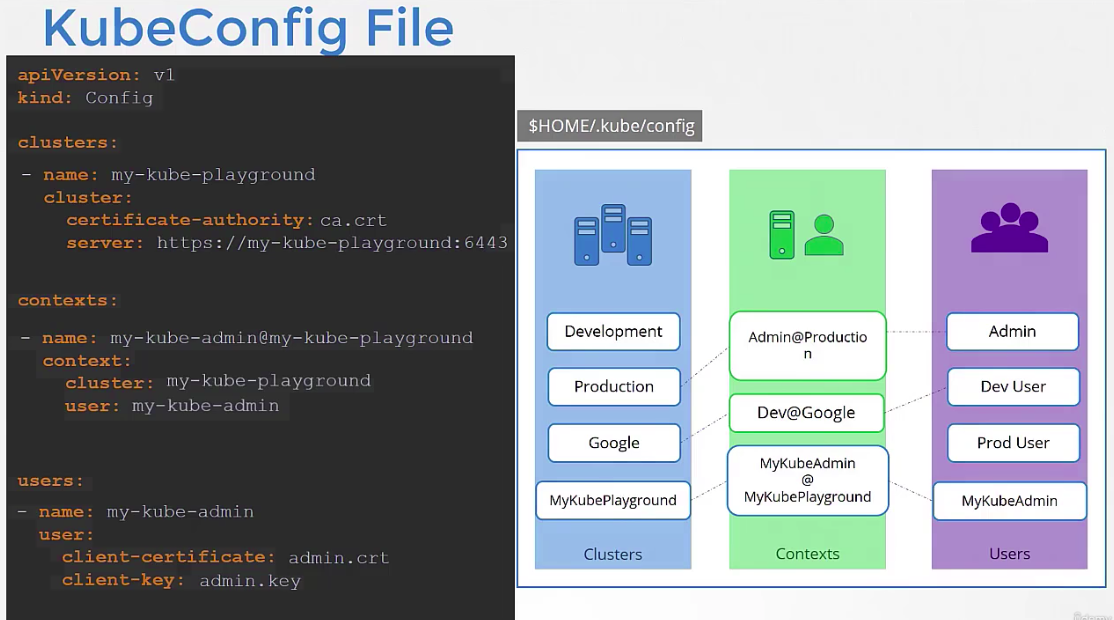 KubeConfig File
apiVersion: v1
kind: Config
clusters:
- name: my-kube-playground
cluster:
certificate-authority: ca.crt
server: https://my-kube-playground:6443
contexts:
- name: my-kube-admin@my-kube-playground
context:
cluster: my-kube-playground
user: my-kube-admin
users:
- name: my-kube-admin
user:
client-certificate: admin.crt
client-key: admin.key
$HOME/.kube/config
Development
Production
Google
MyKubePlayground
Clusters
Admin@Productio
n
Dev@Google
MyKubeAdmin
@
MyKubePlayground
Contexts
Admin
Dev User
Prod User
MyKubeAdmin
Users